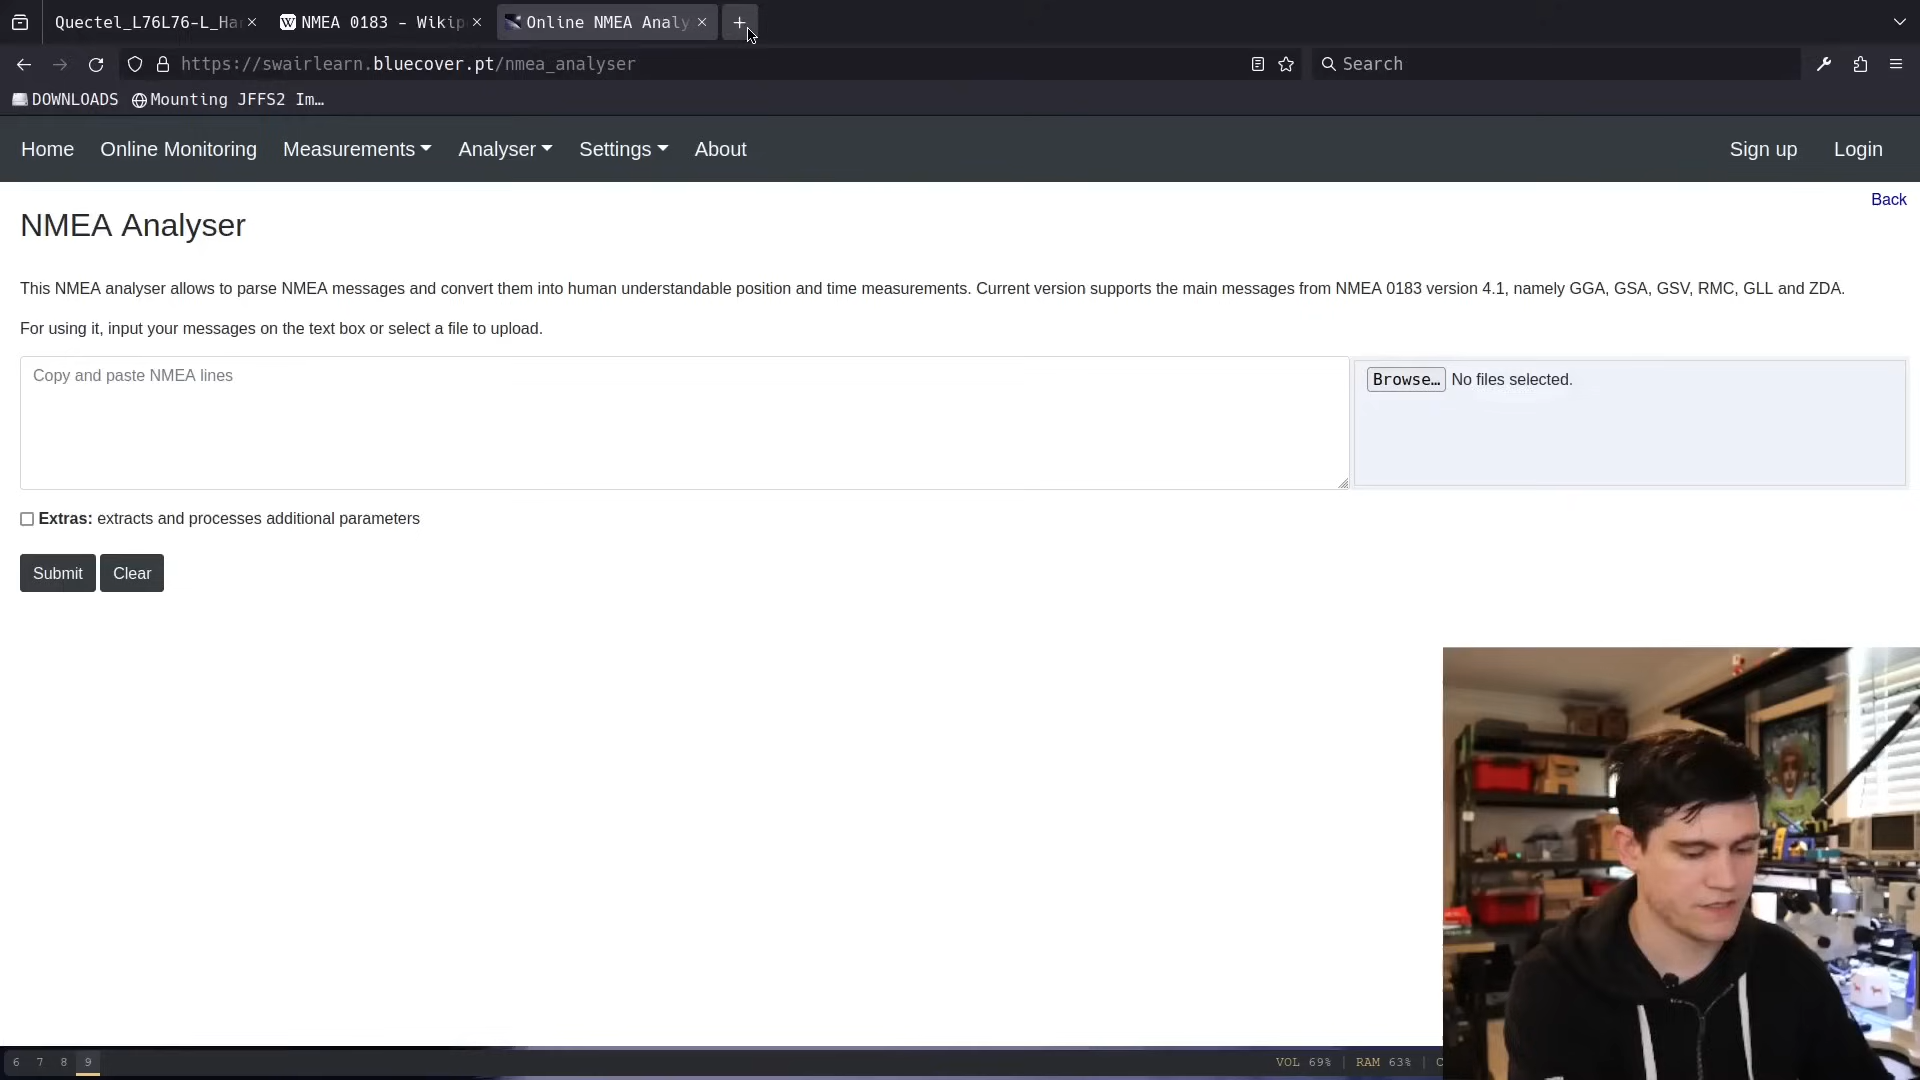 Quectel_L76L76-L_Ha
NMEA 0183 - Wikip
Online NMEA Analy
https://swairlearn.bluecover.pt/nmea_analyser
Search
DOWNLOADS
Mounting JFFS2 Im…
Home
Online Monitoring
Measurements
Analyser
Settings
About
Sign up
Login
Back
NMEA Analyser
This NMEA analyser allows to parse NMEA messages and convert them into human understandable position and time measurements. Current version supports the main messages from NMEA 0183 version 4.1, namely GGA, GSA, GSV, RMC, GLL and ZDA.
For using it, input your messages on the text box or select a file to upload.
Copy and paste NMEA lines
Browse… No files selected.
Extras: extracts and processes additional parameters
Submit
Clear
6 7 8 9
VOL 69% | RAM 63% | C